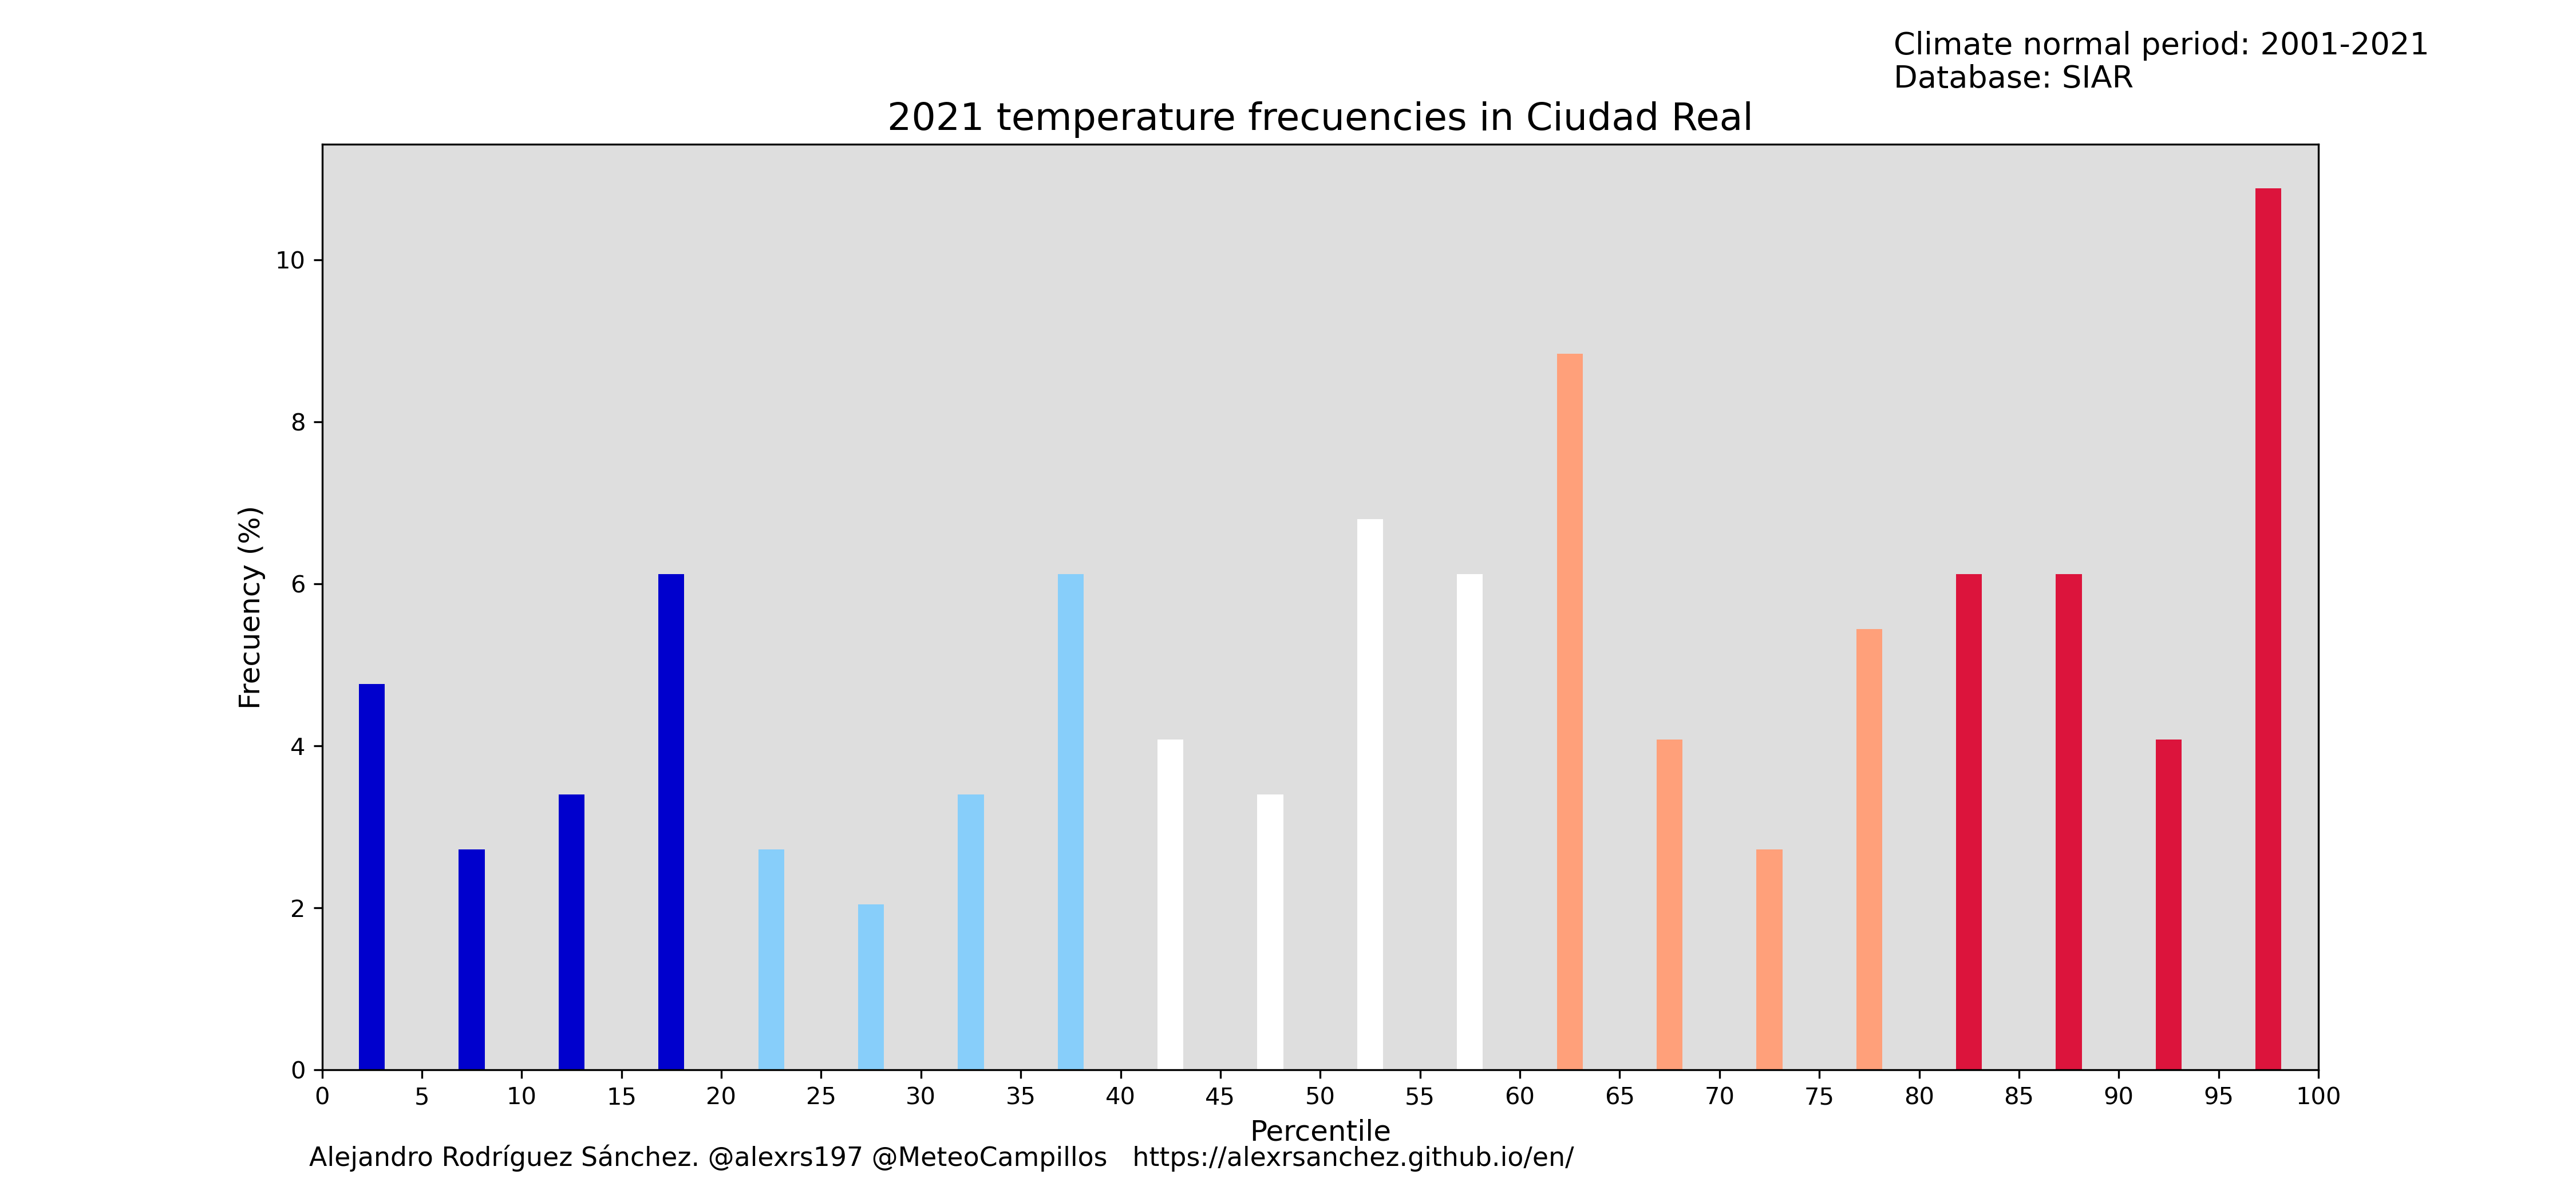 Climate normal period: 2001-2021
Database: SIAR
2021 temperature frecuencies in Ciudad Real
10
8
6
4
2
0
Frecuency (%)
0 5 10 15 20 25 30 35 40 45 50 55 60 65 70 75 80 85 90 95 100
Percentile
Alejandro Rodríguez Sánchez. @alexrs197 @MeteoCampillos https://alexrsanchez.github.io/en/